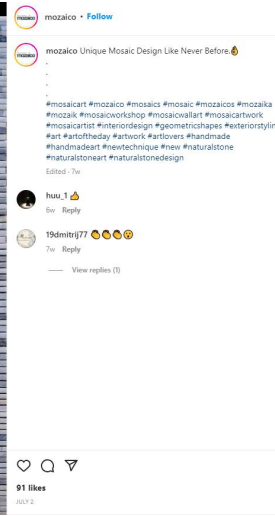 mozaico • Follow
mozaico Unique Mosaic Design Like Never Before.👌
.
.
.
.
#mosaicart #mozaico #mosaics #mosaic #mozaicos #mozaika
#mozaik #mosaicworkshop #mosaicwallart #mosaicartwork
#mosaicartist #interiordesign #geometricshapes #exteriorstylin
#art #artoftheday #artwork #artlovers #handmade
#handmadeart #newtechnique #new #naturalstone
#naturalstoneart #naturalstonedesign
Edited · 7w
huu_1 👍
6w Reply
19dmitrij77 👏👏👏😮
7w Reply
View replies (1)
91 likes
JULY 2